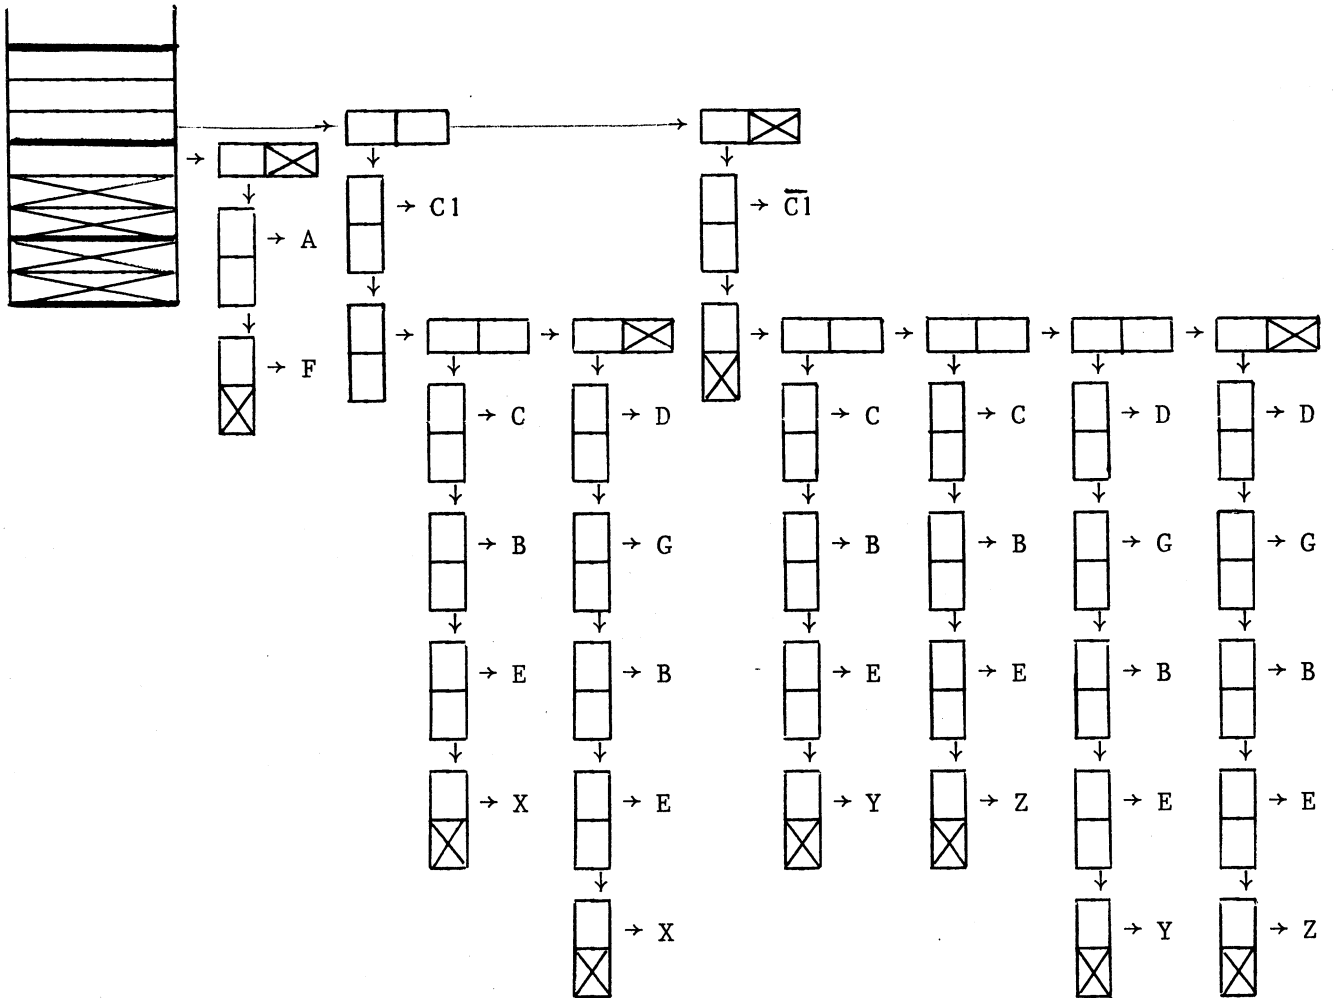 C1 C̅1̅
A
F
C D C C D D
B G B B G G
E B E E B B
X E Y Z E E
X Y Z